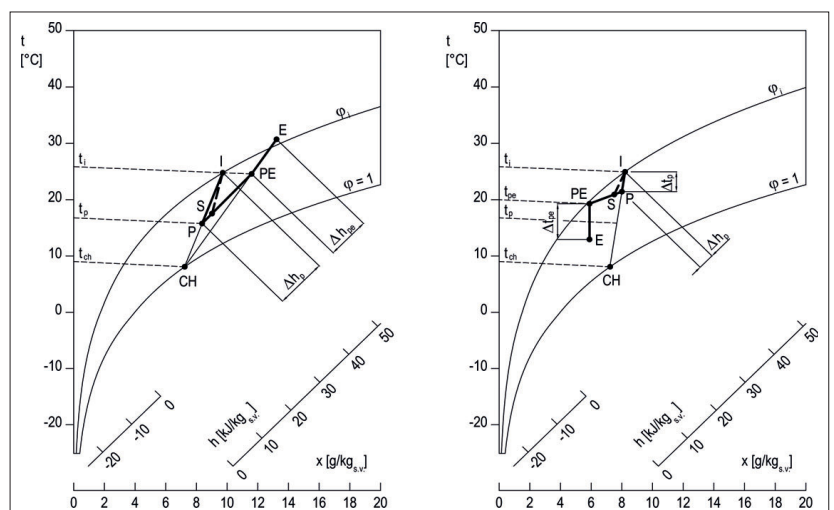 t
[°C]
50
40
30
20
10
0
-10
-20
t_i
t_p
t_ch
I
E
PE
S
P
CH
φ_i
φ = 1
Δh_pe
Δh_p
-20 -10 0
h [kJ/kg_s.v.]
0 10 20 30 40 50
x [g/kg_s.v.]
0 2 4 6 8 10 12 14 16 18 20
t
[°C]
50
40
30
20
10
0
-10
-20
t_i
t_pe
t_p
t_ch
I
PE
S
P
E
CH
φ_i
φ = 1
Δt_p
Δt_pe
Δh_p
-20 -10 0
h [kJ/kg_s.v.]
0 10 20 30 40 50
x [g/kg_s.v.]
0 2 4 6 8 10 12 14 16 18 20